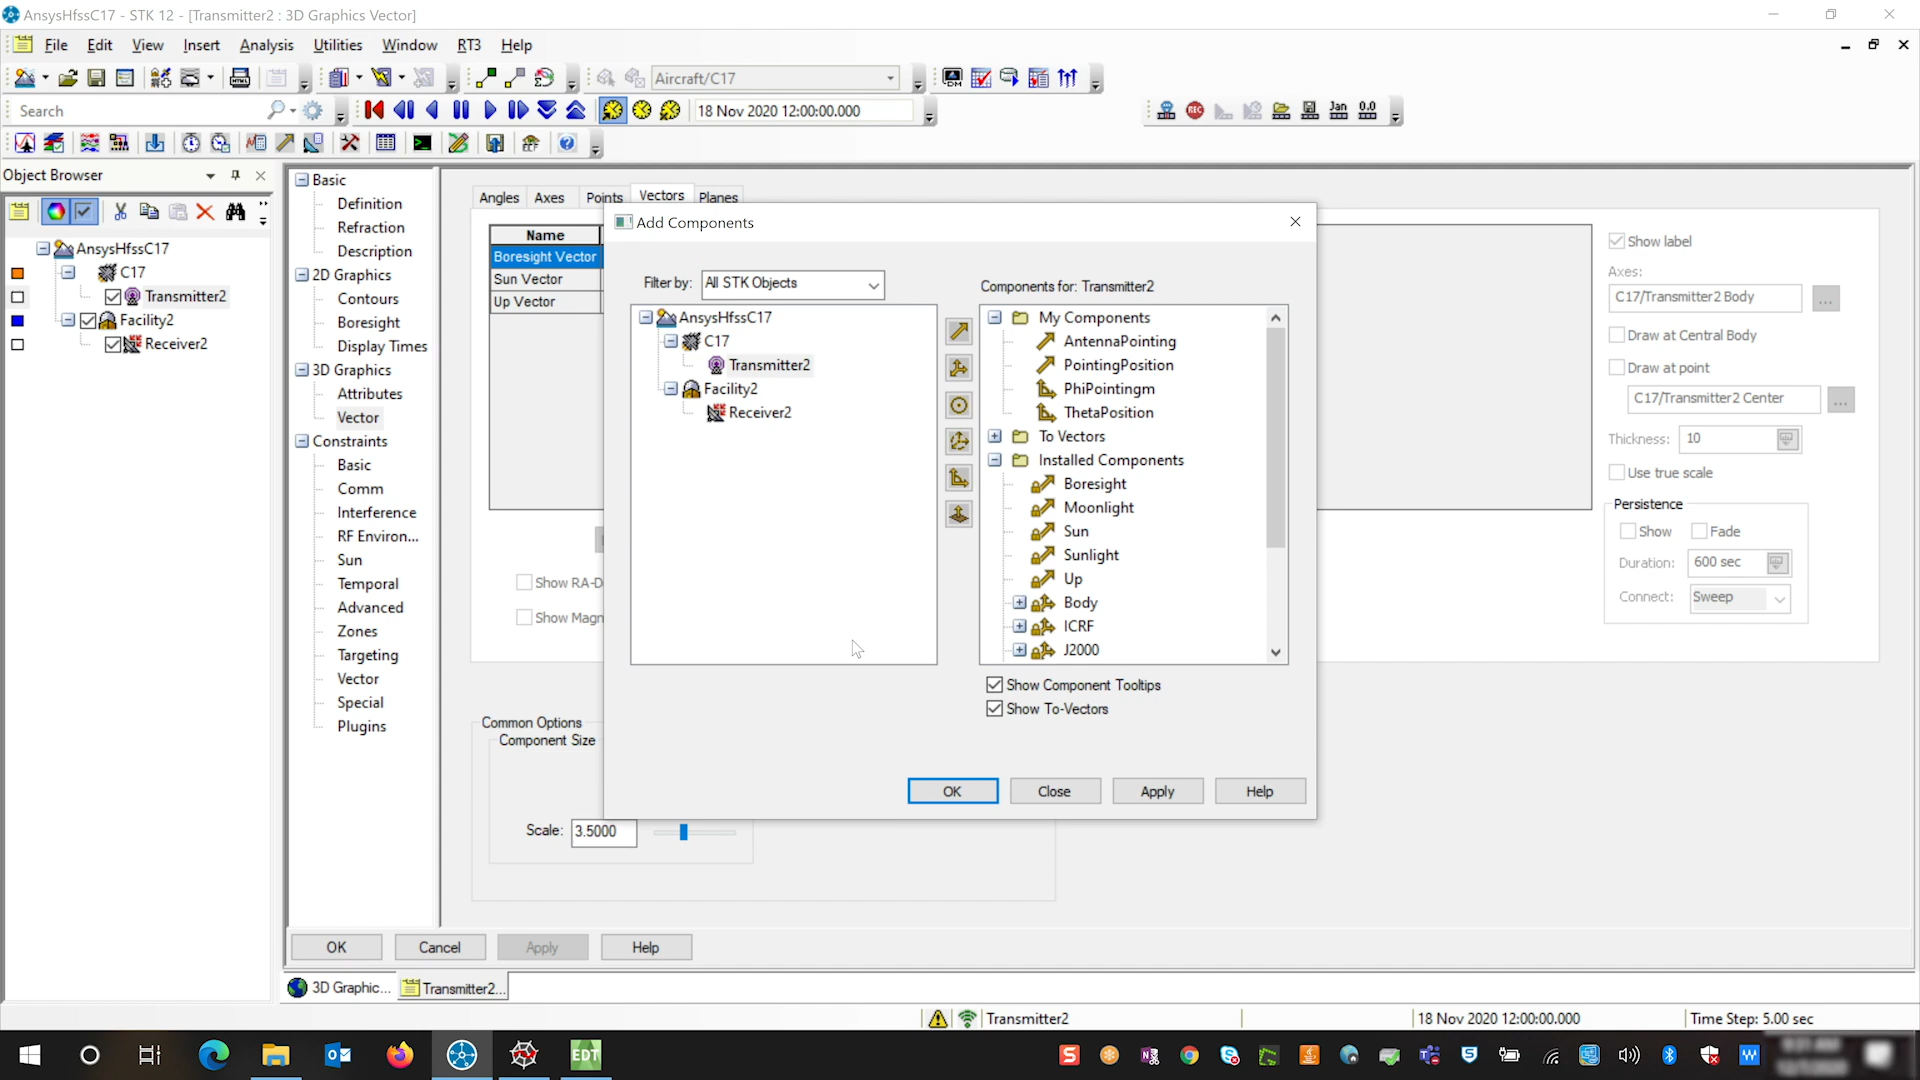 AnsysHfssC17 - STK 12 - [Transmitter2 : 3D Graphics Vector]
File Edit View Insert Analysis Utilities Window RT3 Help
Aircraft/C17
Search
18 Nov 2020 12:00:00.000
REC
Jan
0.0
Object Browser
AnsysHfssC17
C17
Transmitter2
Facility2
Receiver2
Basic
Definition
Refraction
Description
2D Graphics
Contours
Boresight
Display Times
3D Graphics
Attributes
Vector
Constraints
Basic
Comm
Interference
RF Environ...
Sun
Temporal
Advanced
Zones
Targeting
Vector
Special
Plugins
Angles Axes Points Vectors Planes
Name
Boresight Vector
Sun Vector
Up Vector
Show RA-D
Show Magn
Common Options
Component Size
Scale: 3.5000
Add Components
Filter by: All STK Objects
AnsysHfssC17
C17
Transmitter2
Facility2
Receiver2
Components for: Transmitter2
My Components
AntennaPointing
PointingPosition
PhiPointingm
ThetaPosition
To Vectors
Installed Components
Boresight
Moonlight
Sun
Sunlight
Up
Body
ICRF
J2000
Show Component Tooltips
Show To-Vectors
OK Close Apply Help
Show label
Axes:
C17/Transmitter2 Body ...
Draw at Central Body
Draw at point
C17/Transmitter2 Center ...
Thickness: 10
Use true scale
Persistence
Show Fade
Duration: 600 sec
Connect: Sweep
OK Cancel Apply Help
3D Graphic... Transmitter2...
Transmitter2 18 Nov 2020 12:00:00.000 Time Step: 5.00 sec
EDT